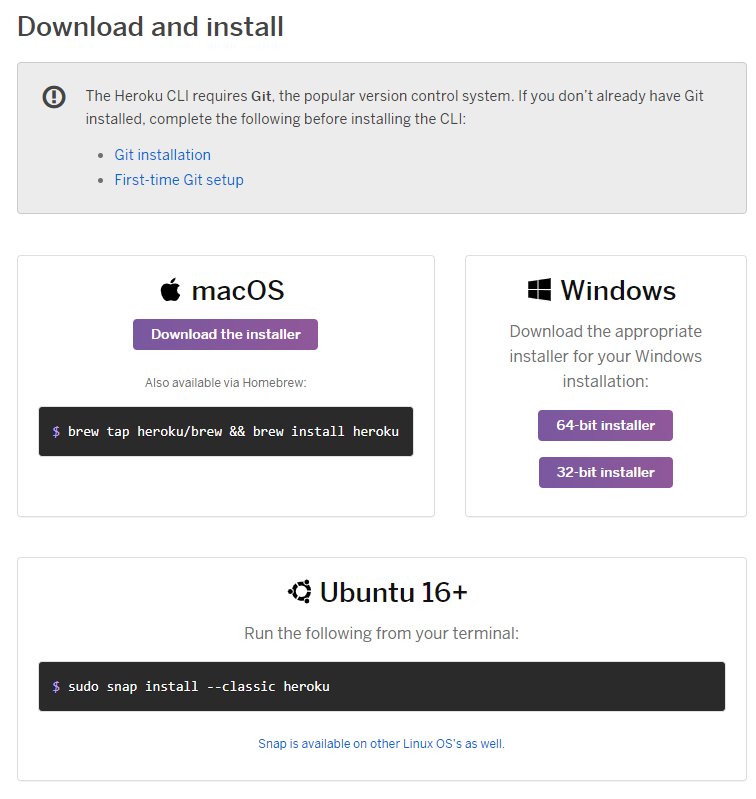 Download and install
The Heroku CLI requires Git, the popular version control system. If you don’t already have Git
installed, complete the following before installing the CLI:
Git installation
First-time Git setup
macOS
Download the installer
Also available via Homebrew:
$ brew tap heroku/brew && brew install heroku
Windows
Download the appropriate
installer for your Windows
installation:
64-bit installer
32-bit installer
Ubuntu 16+
Run the following from your terminal:
$ sudo snap install --classic heroku
Snap is available on other Linux OS's as well.